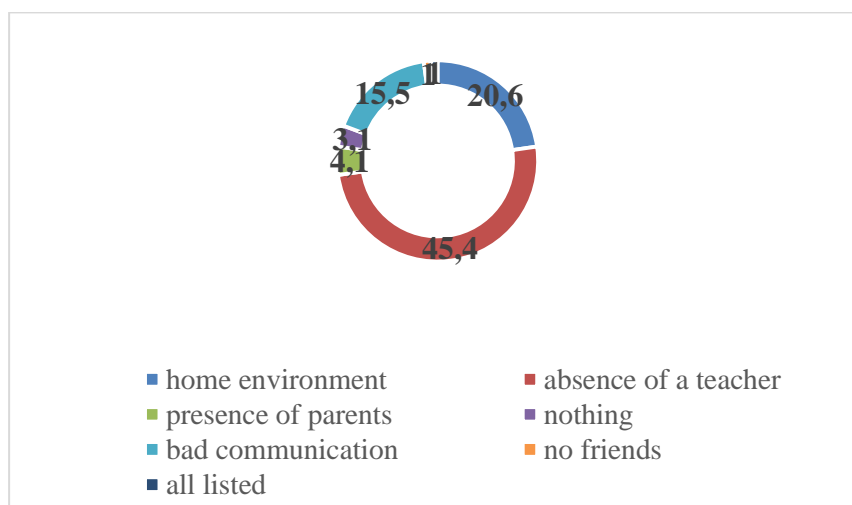 1 1
15,5
20,6
3,1
4,1
45,4
home environment
absence of a teacher
presence of parents
nothing
bad communication
no friends
all listed